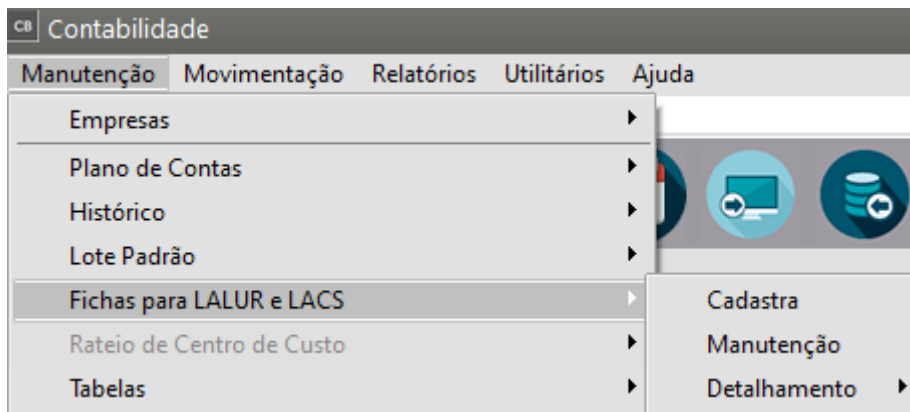 CB Contabilidade
Manutenção Movimentação Relatórios Utilitários Ajuda
Empresas
Plano de Contas
Histórico
Lote Padrão
Fichas para LALUR e LACS
Cadastra
Rateio de Centro de Custo
Manutenção
Tabelas
Detalhamento